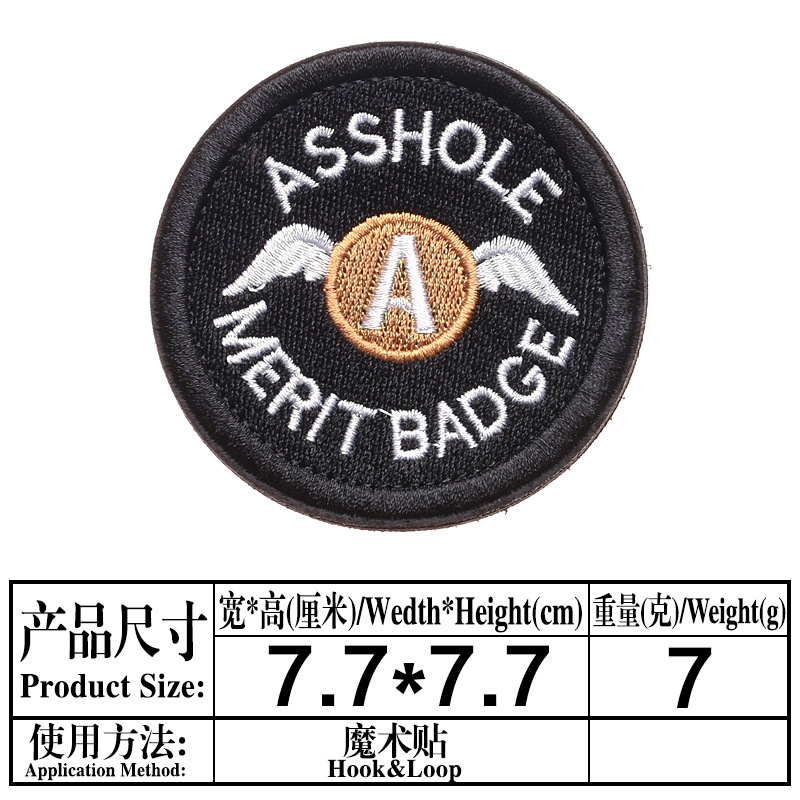 ASSHOLE
A
MERIT BADGE
产品尺寸
Product Size:
宽*高(厘米)/Wedth*Height(cm)
重量(克)/Weight(g)
7.7*7.7
7
使用方法:
Application Method:
魔术贴
Hook&Loop